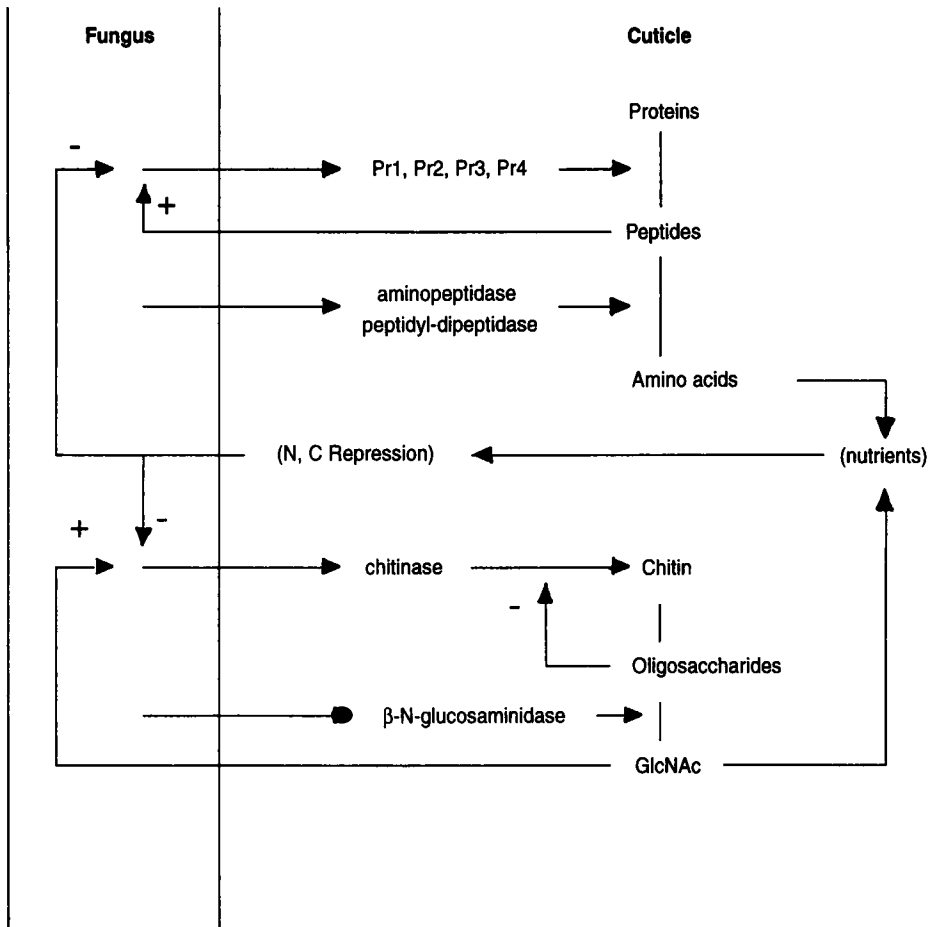 Fungus Cuticle
Proteins
-
Pr1, Pr2, Pr3, Pr4
+
Peptides
aminopeptidase
peptidyl-dipeptidase
Amino acids
(N, C Repression) (nutrients)
+ -
chitinase Chitin
-
Oligosaccharides
β-N-glucosaminidase
GlcNAc